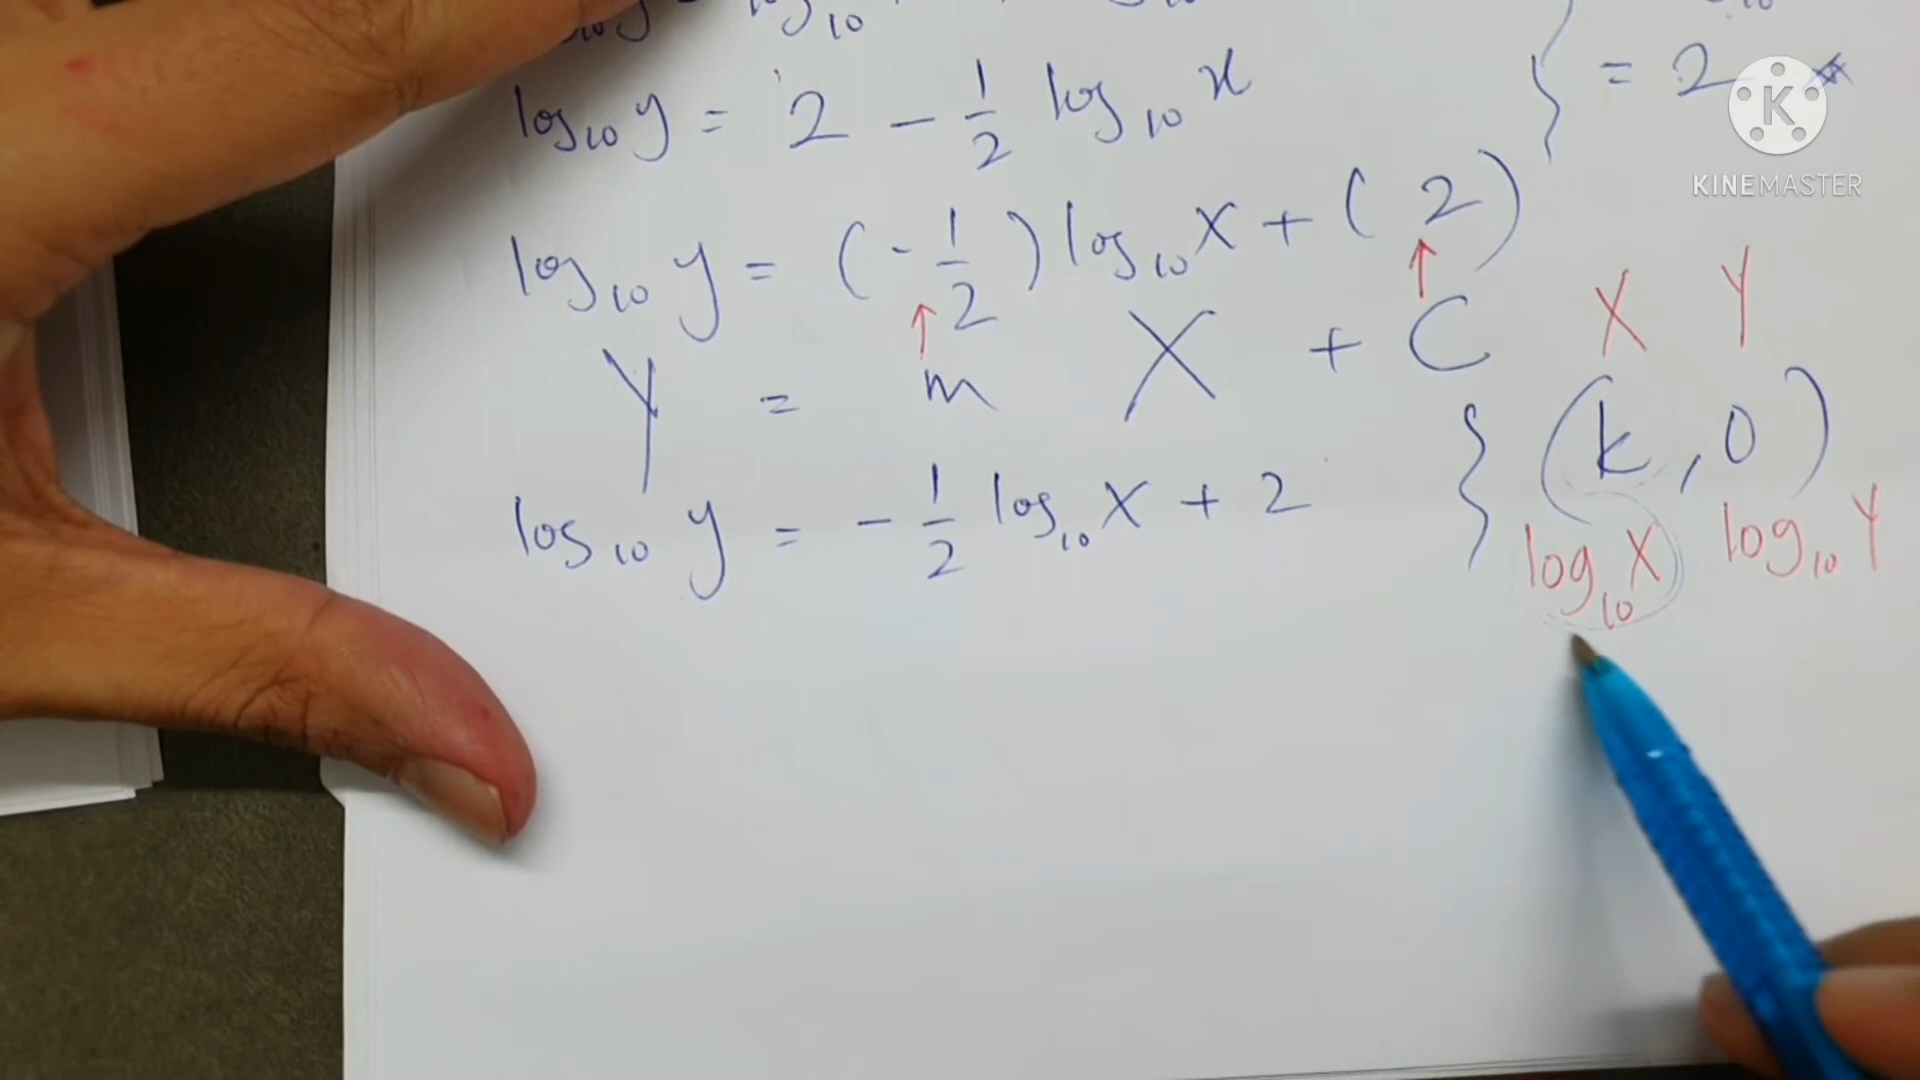 log₁₀ y = 2 - 1/2 log₁₀ x
= 2
KINEMASTER
log₁₀ y = (-1/2) log₁₀ X + (2)
X Y
Y = m X + C
(k, 0)
log₁₀ y = -1/2 log₁₀ X + 2
log₁₀ X log₁₀ Y